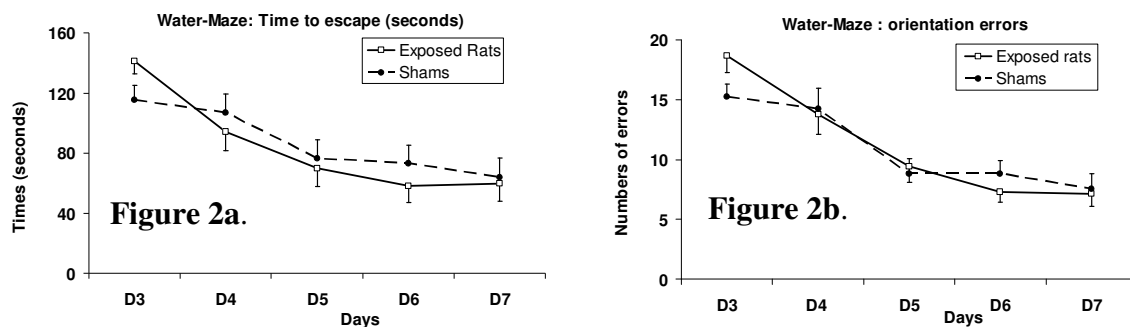 Water-Maze: Time to escape (seconds)
160
120
80
40
0
Times (seconds)
Exposed Rats
Shams
Figure 2a.
D3 D4 D5 D6 D7
Days
Water-Maze : orientation errors
20
15
10
5
0
Numbers of errors
Exposed rats
Shams
Figure 2b.
D3 D4 D5 D6 D7
Days